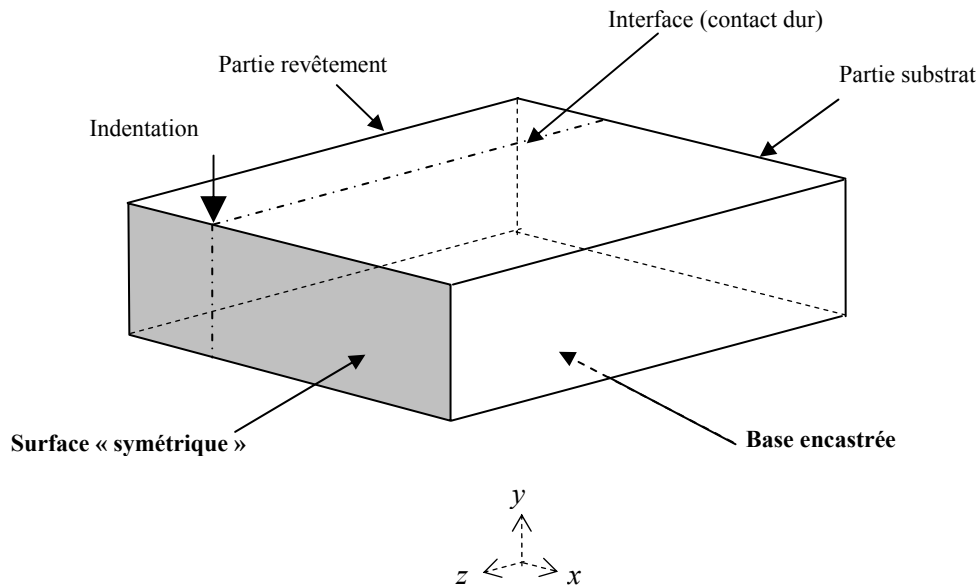 Interface (contact dur)
Partie revêtement
Partie substrat
Indentation
Surface « symétrique »
Base encastrée
y
z
x